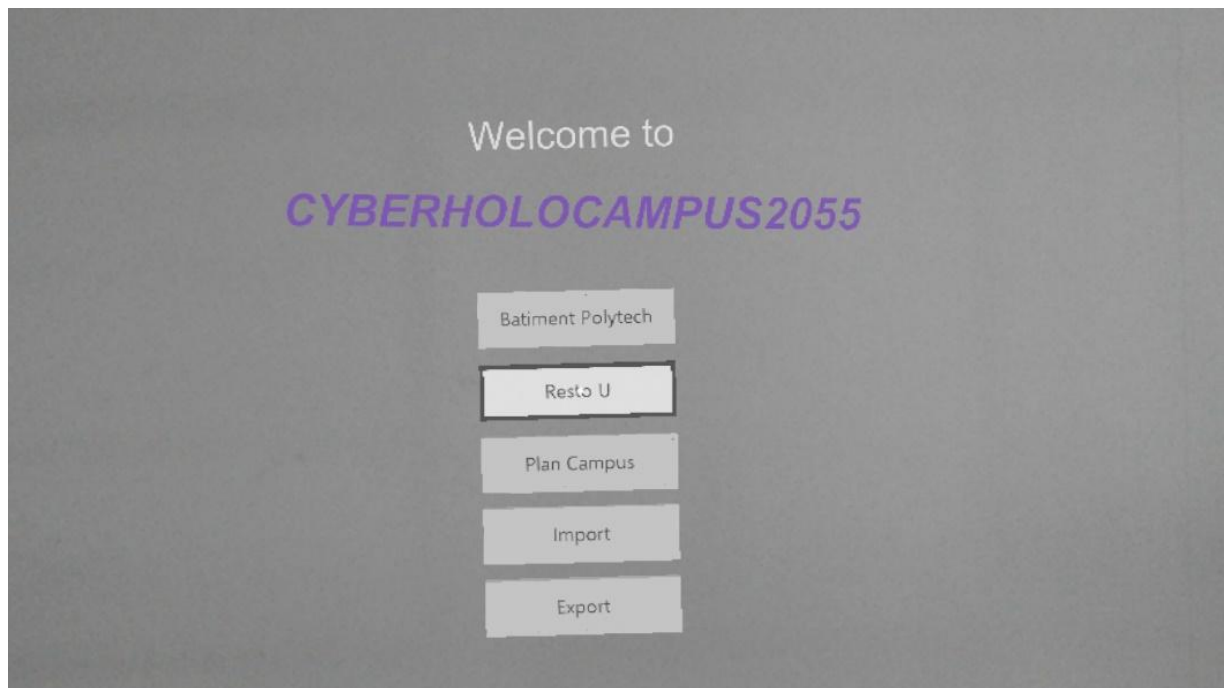 Welcome to
CYBERHOLOCAMPUS2055
Batiment Polytech
Resto U
Plan Campus
Import
Export